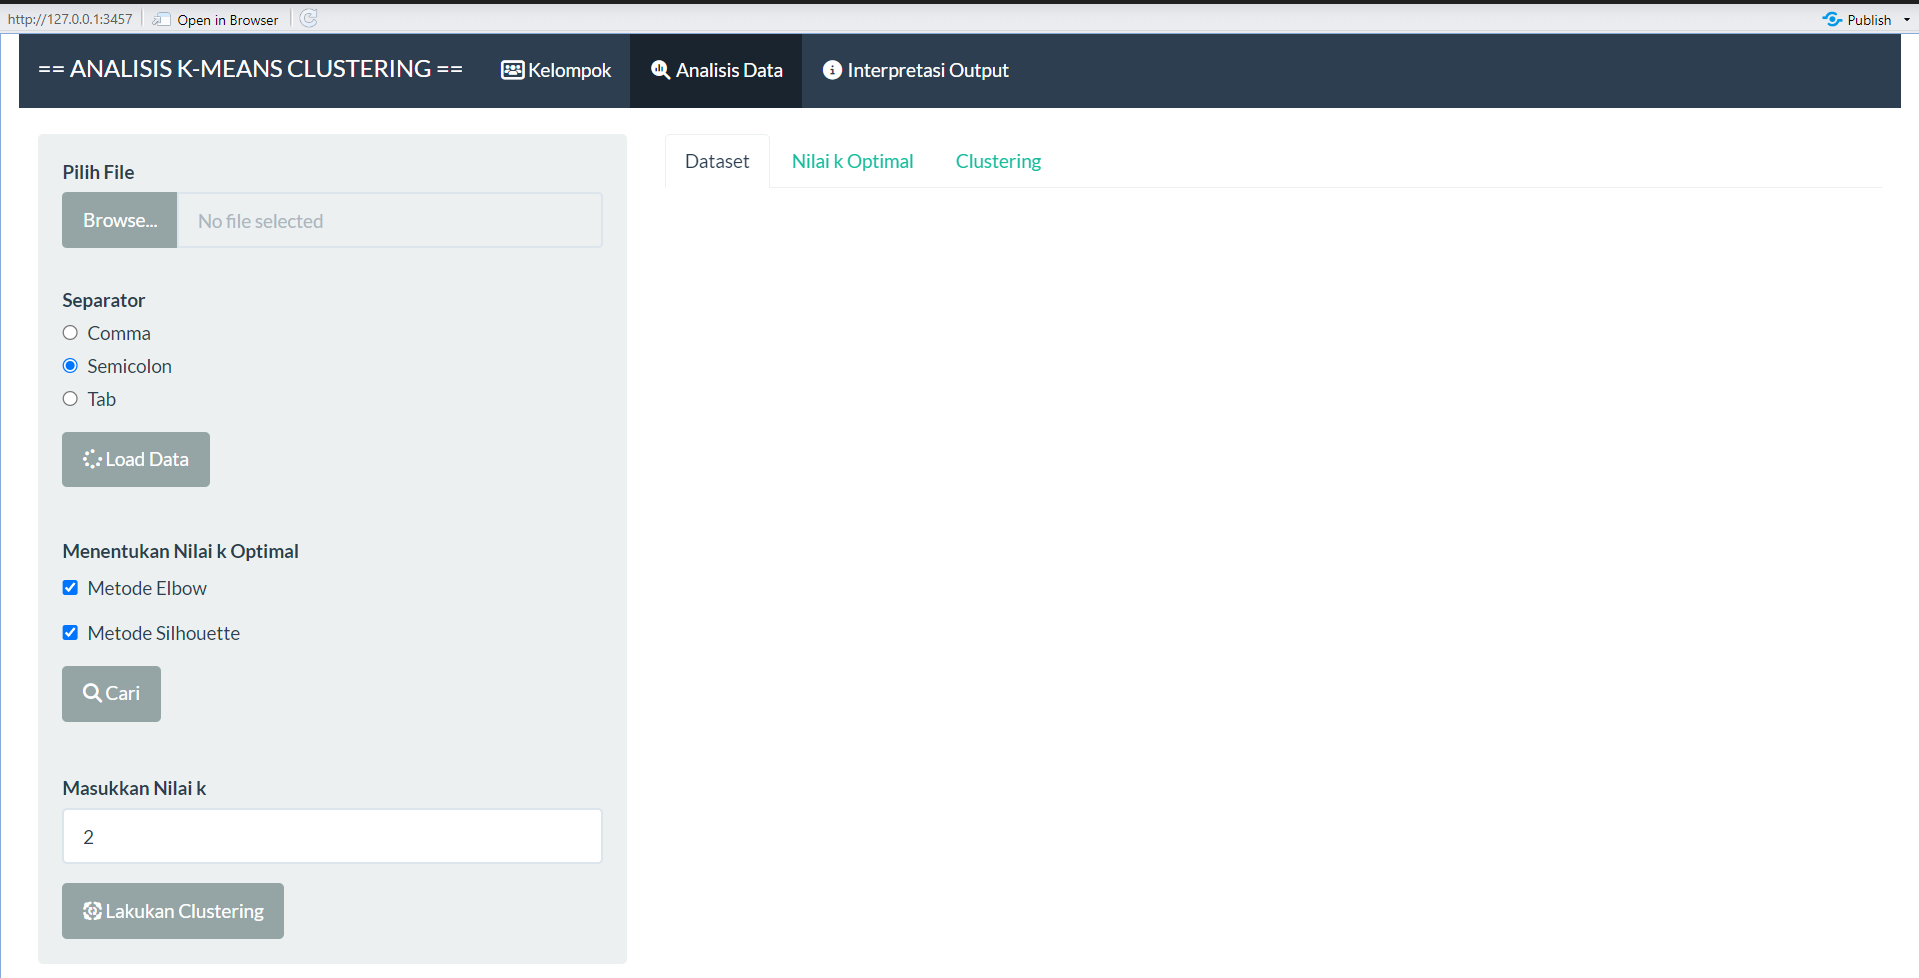 http://127.0.0.1:3457 Open in Browser Publish
== ANALISIS K-MEANS CLUSTERING == Kelompok Analisis Data Interpretasi Output
Pilih File
Browse... No file selected
Separator
Comma
Semicolon
Tab
Load Data
Menentukan Nilai k Optimal
Metode Elbow
Metode Silhouette
Cari
Masukkan Nilai k
2
Lakukan Clustering
Dataset Nilai k Optimal Clustering